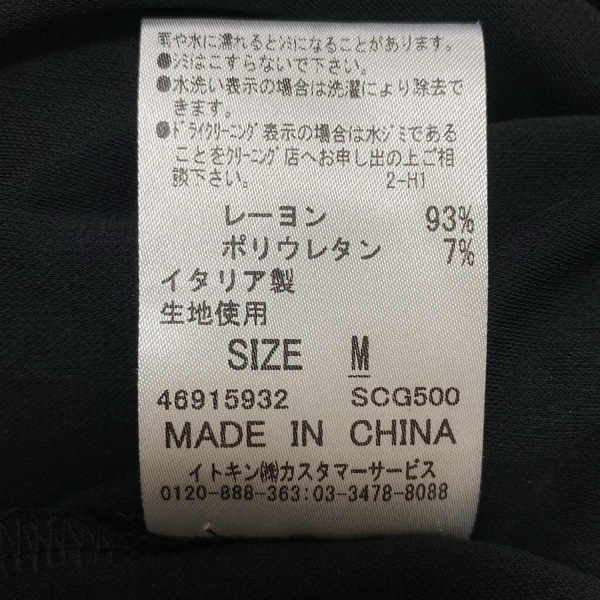 雨や水に濡れるとシミになることがあります。
●シミはこすらないで下さい。
●水洗い表示の場合は洗濯により除去で
きます。
●ドライクリーニング表示の場合は水ジミである
ことをクリーニング店へお申し出の上ご相
談下さい。 2-H1
レーヨン 93%
ポリウレタン 7%
イタリア製
生地使用
SIZE M
46915932 SCG500
MADE IN CHINA
イトキン㈱カスタマーサービス
0120-888-363:03-3478-8088